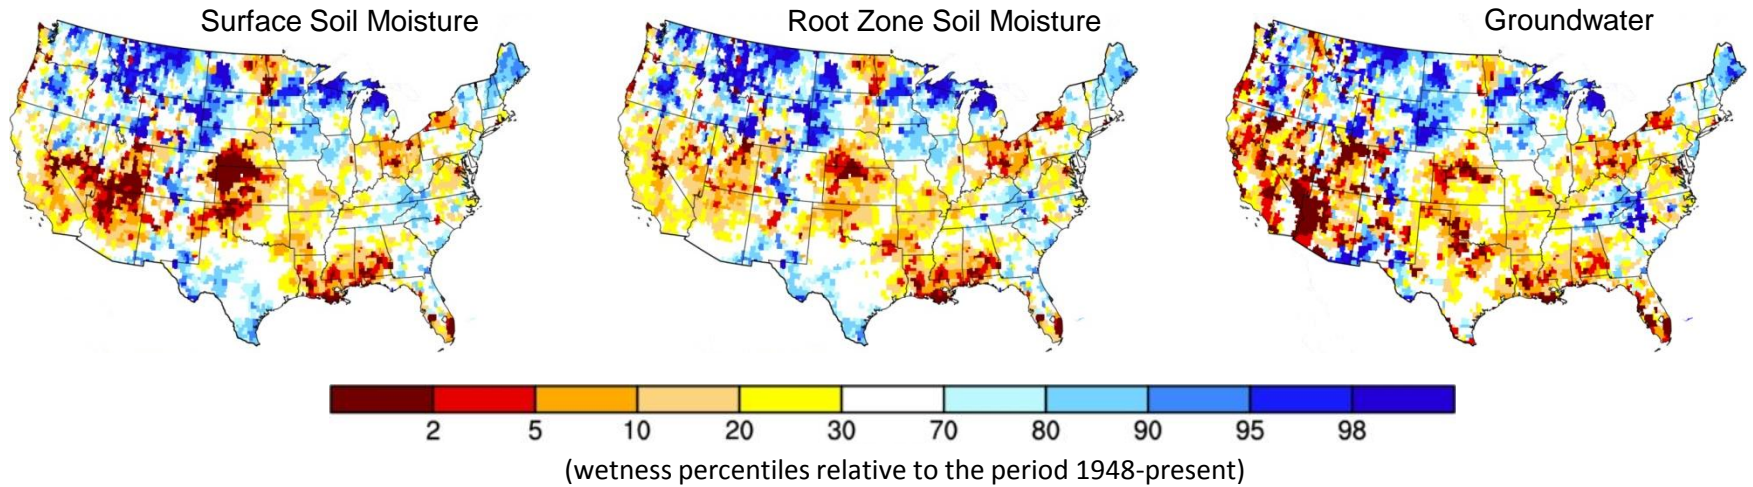 Surface Soil Moisture
Root Zone Soil Moisture
Groundwater
2 5 10 20 30 70 80 90 95 98
(wetness percentiles relative to the period 1948-present)